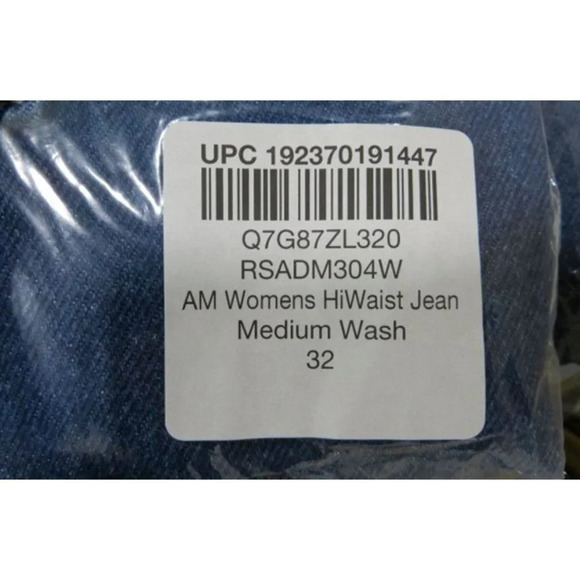 UPC 192370191447
Q7G87ZL320
RSADM304W
AM Womens HiWaist Jean
Medium Wash
32